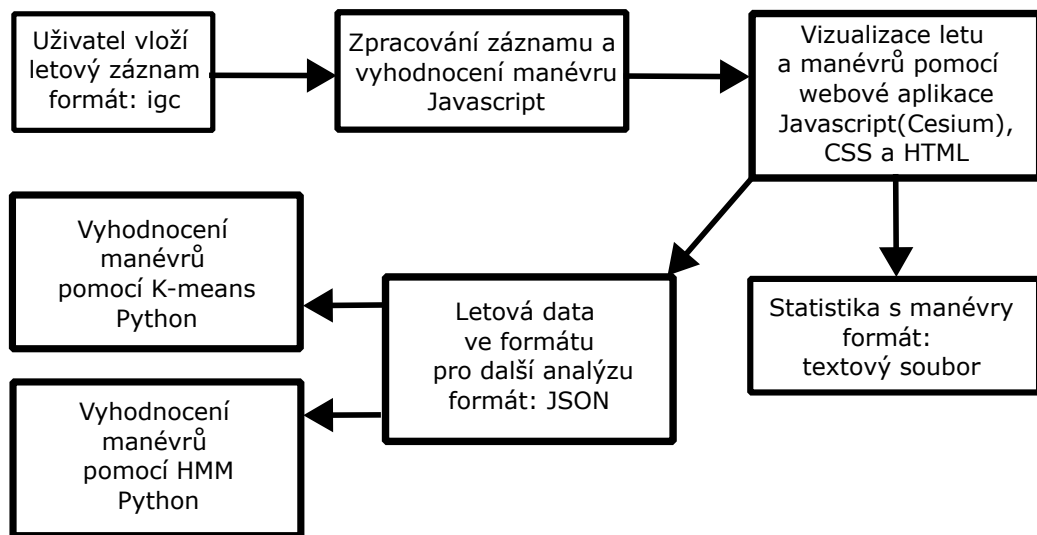 Uživatel vloží
letový záznam
formát: igc
Zpracování záznamu a
vyhodnocení manévru
Javascript
Vizualizace letu
a manévrů pomocí
webové aplikace
Javascript(Cesium),
CSS a HTML
Vyhodnocení
manévrů
pomocí K-means
Python
Letová data
ve formátu
pro další analýzu
formát: JSON
Statistika s manévry
formát:
textový soubor
Vyhodnocení
manévrů
pomocí HMM
Python